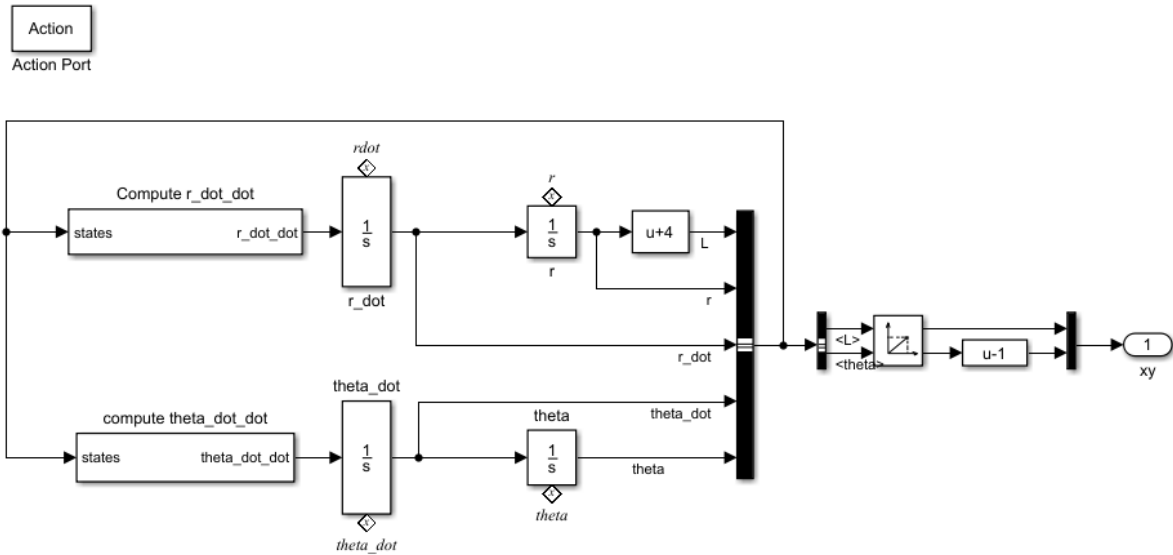 Action
Action Port
rdot
x
Compute r_dot_dot
states
r_dot_dot
1
s
r_dot
r
x
1
s
r
u+4
L
r
r_dot
<L>
<theta>
u-1
1
xy
theta_dot
compute theta_dot_dot
states
theta_dot_dot
1
s
x
theta_dot
theta_dot
theta
1
s
x
theta
theta